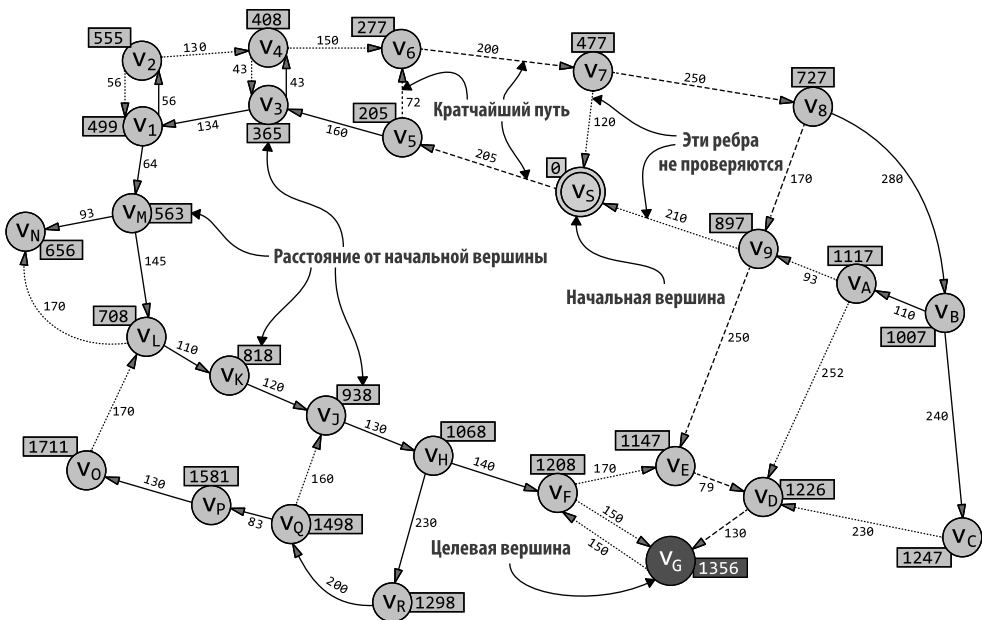 408
555
V4
150
277
V6
200
477
V7
250
727
V8
130
V2
56
43
43
56
499
V1
134
V3
365
160
205
72
V5
Кратчайший путь
120
Эти ребра
не проверяются
64
205
0
VS
210
170
280
93
VM
563
VN
656
897
V9
1117
VA
93
110
VB
1007
Расстояние от начальной вершины
Начальная вершина
145
170
708
VL
110
818
VK
120
938
VJ
250
252
240
170
130
1068
VH
140
1208
VF
170
1147
VE
79
VD
1226
1711
VO
130
1581
VP
83
VQ
1498
160
230
150
150
130
230
VC
1247
Целевая вершина
VG
1356
200
VR
1298